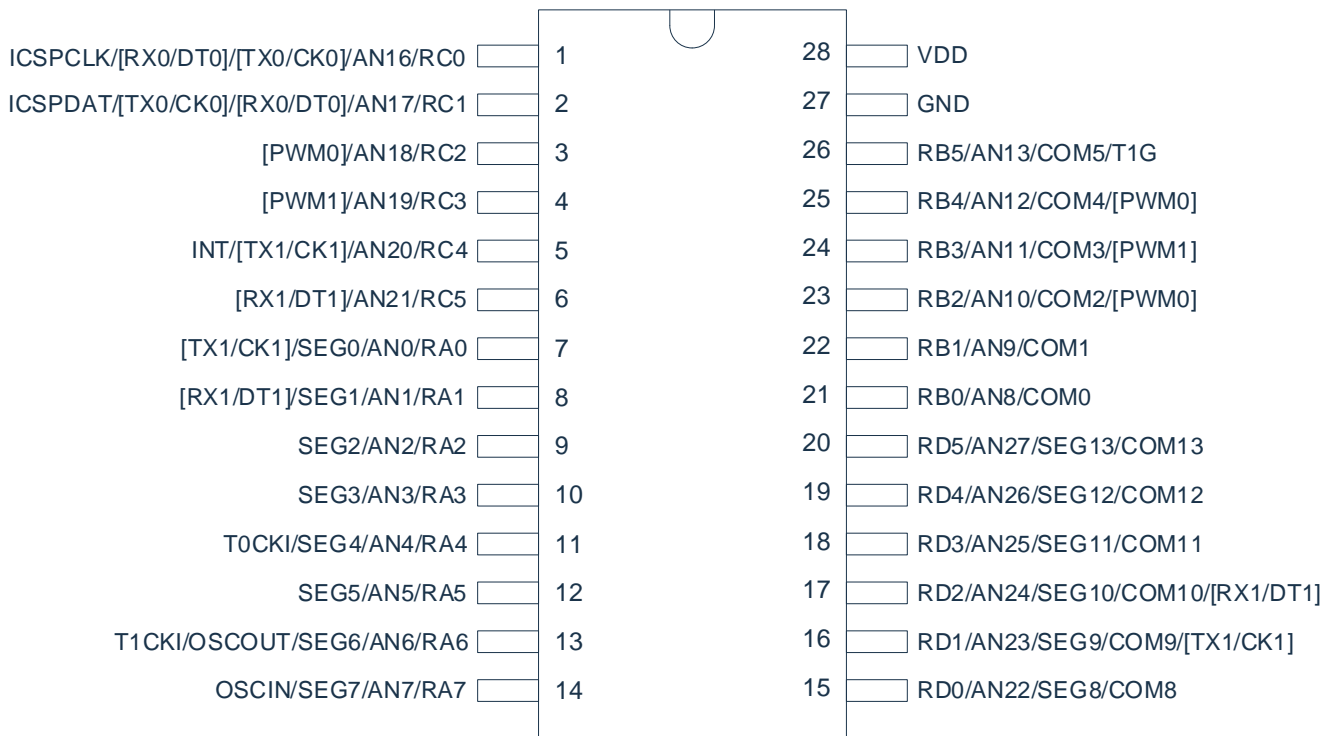 ICSPCLK/[RX0/DT0]/[TX0/CK0]/AN16/RC0 1 28 VDD
ICSPDAT/[TX0/CK0]/[RX0/DT0]/AN17/RC1 2 27 GND
[PWM0]/AN18/RC2 3 26 RB5/AN13/COM5/T1G
[PWM1]/AN19/RC3 4 25 RB4/AN12/COM4/[PWM0]
INT/[TX1/CK1]/AN20/RC4 5 24 RB3/AN11/COM3/[PWM1]
[RX1/DT1]/AN21/RC5 6 23 RB2/AN10/COM2/[PWM0]
[TX1/CK1]/SEG0/AN0/RA0 7 22 RB1/AN9/COM1
[RX1/DT1]/SEG1/AN1/RA1 8 21 RB0/AN8/COM0
SEG2/AN2/RA2 9 20 RD5/AN27/SEG13/COM13
SEG3/AN3/RA3 10 19 RD4/AN26/SEG12/COM12
T0CKI/SEG4/AN4/RA4 11 18 RD3/AN25/SEG11/COM11
SEG5/AN5/RA5 12 17 RD2/AN24/SEG10/COM10/[RX1/DT1]
T1CKI/OSCOUT/SEG6/AN6/RA6 13 16 RD1/AN23/SEG9/COM9/[TX1/CK1]
OSCIN/SEG7/AN7/RA7 14 15 RD0/AN22/SEG8/COM8